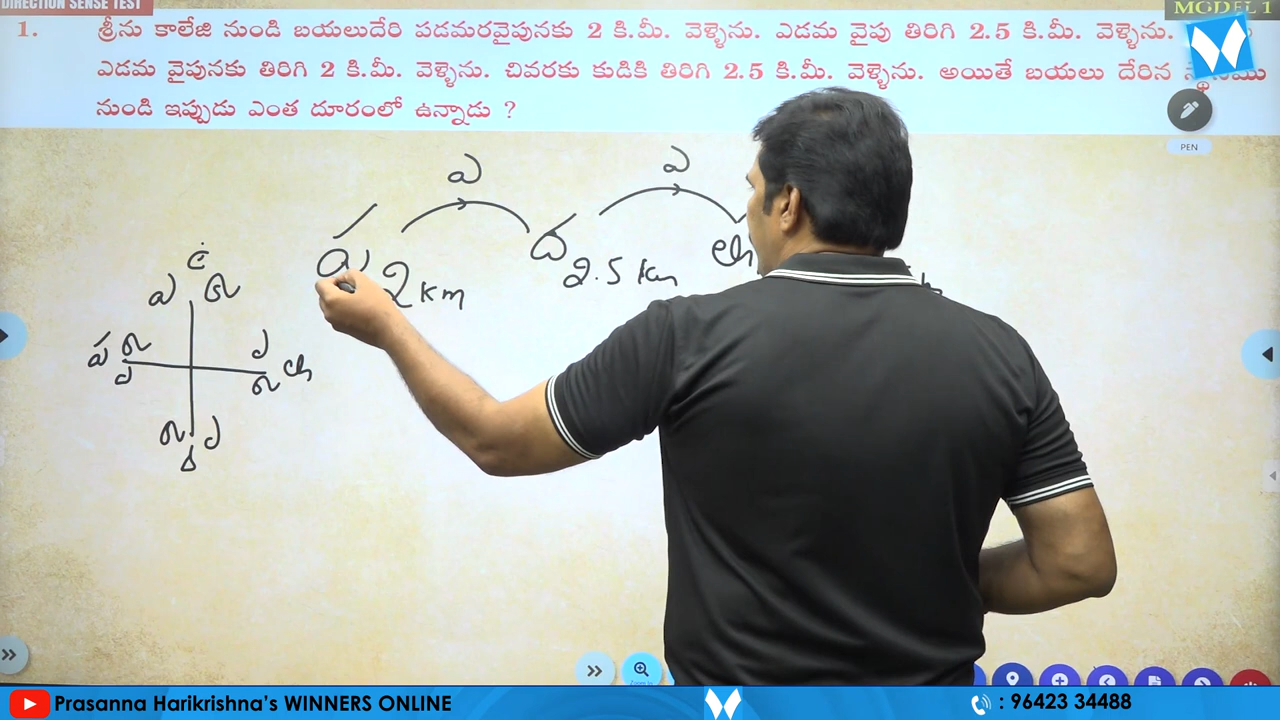 DIRECTION SENSE TEST
MODEL 1
1. శ్రీను కాలేజి నుండి బయలుదేరి పడమరవైపునకు 2 కి.మీ. వెళ్ళెను. ఎడమ వైపు తిరిగి 2.5 కి.మీ. వెళ్ళెను.
ఎడమ వైపునకు తిరిగి 2 కి.మీ. వెళ్ళెను. చివరకు కుడికి తిరిగి 2.5 కి.మీ. వెళ్ళెను. అయితే బయలు దేరిన స్థానము
నుండి ఇప్పుడు ఎంత దూరంలో ఉన్నాడు ?
PEN
ఎ ఎ
ప 2 km ద 2.5 km తూ
ఉ
ప తూ
ద
Prasanna Harikrishna's WINNERS ONLINE
: 96423 34488